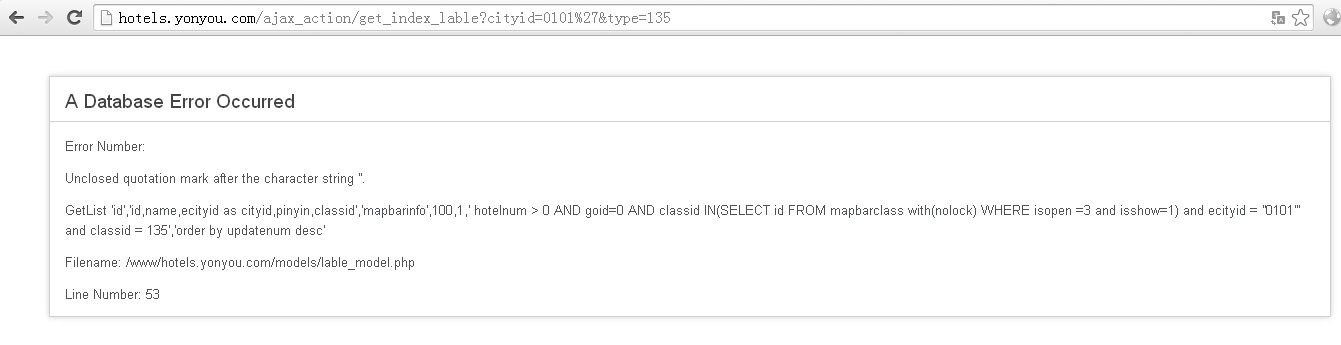 hotels.yonyou.com/ajax_action/get_index_lable?cityid=0101%27&type=135
A Database Error Occurred
Error Number:
Unclosed quotation mark after the character string ''.
GetList 'id','id,name,ecityid as cityid,pinyin,classid','mapbarinfo',100,1,' hotelnum > 0 AND goid=0 AND classid IN(SELECT id FROM mapbarclass with(nolock) WHERE isopen =3 and isshow=1) and ecityid = ''0101'''
and classid = 135','order by updatenum desc'
Filename: /www/hotels.yonyou.com/models/lable_model.php
Line Number: 53